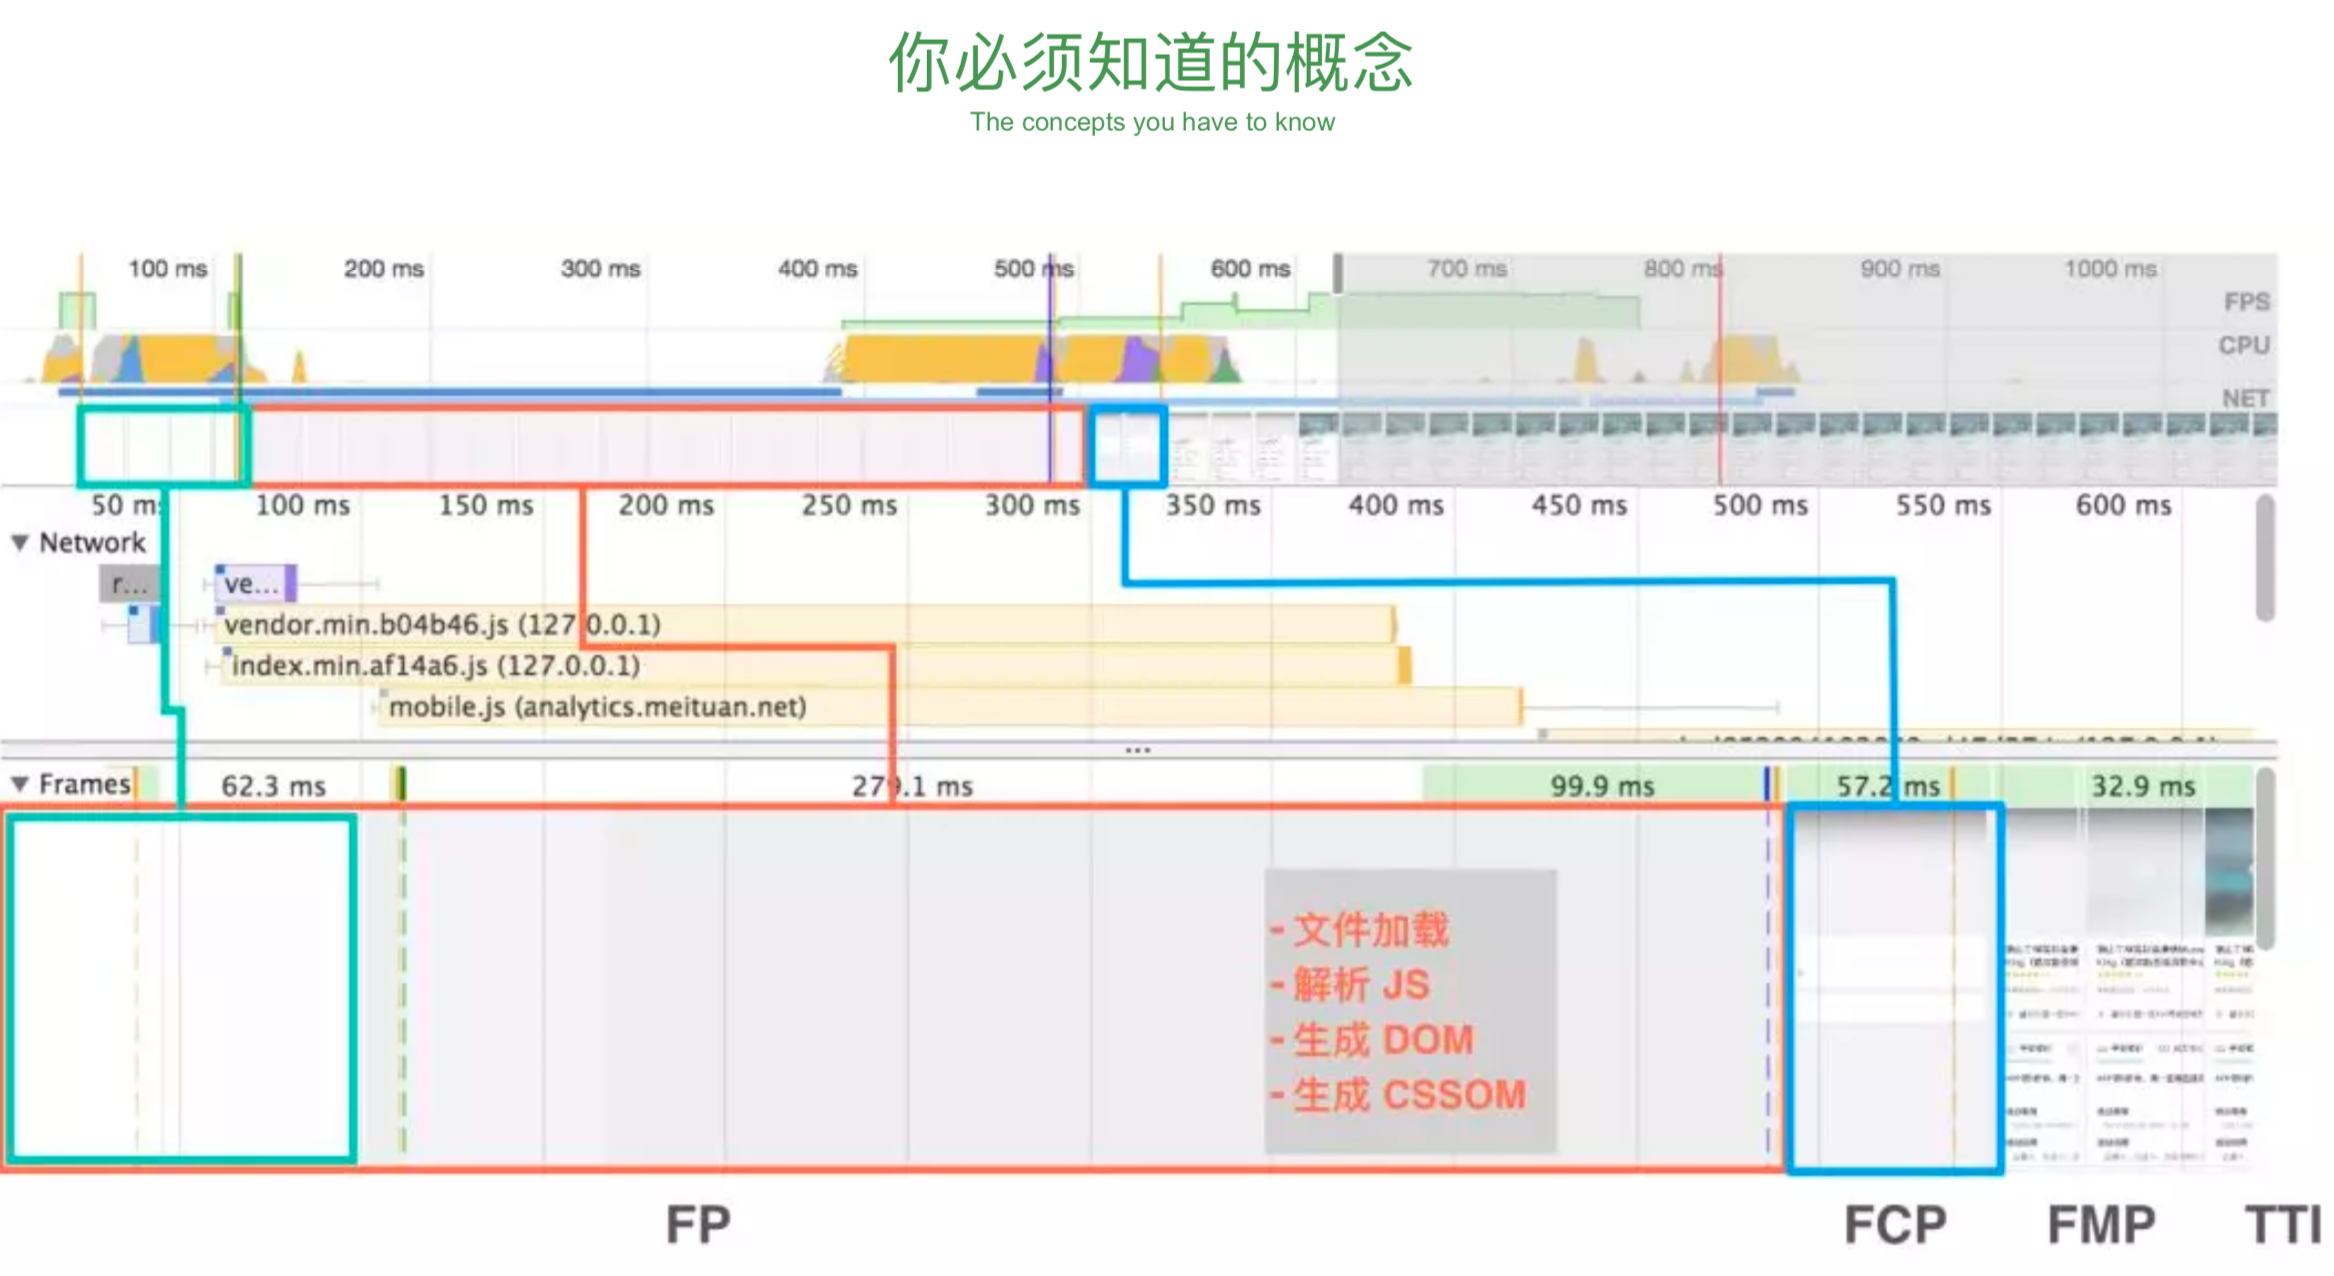 你必须知道的概念
The concepts you have to know
100 ms 200 ms 300 ms 400 ms 500 ms 600 ms 700 ms 800 ms 900 ms 1000 ms
FPS
CPU
NET
50 ms 100 ms 150 ms 200 ms 250 ms 300 ms 350 ms 400 ms 450 ms 500 ms 550 ms 600 ms
▼ Network
r... ve...
vendor.min.b04b46.js (127.0.0.1)
index.min.af14a6.js (127.0.0.1)
mobile.js (analytics.meituan.net)
...
▼ Frames 62.3 ms 279.1 ms 99.9 ms 57.2 ms 32.9 ms
- 文件加载
- 解析 JS
- 生成 DOM
- 生成 CSSOM
FP FCP FMP TTI